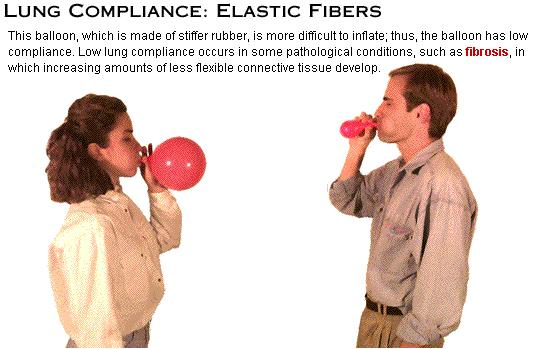 Lung Compliance: Elastic Fibers
This balloon, which is made of stiffer rubber, is more difficult to inflate; thus, the balloon has low
compliance. Low lung compliance occurs in some pathological conditions, such as fibrosis, in
which increasing amounts of less flexible connective tissue develop.